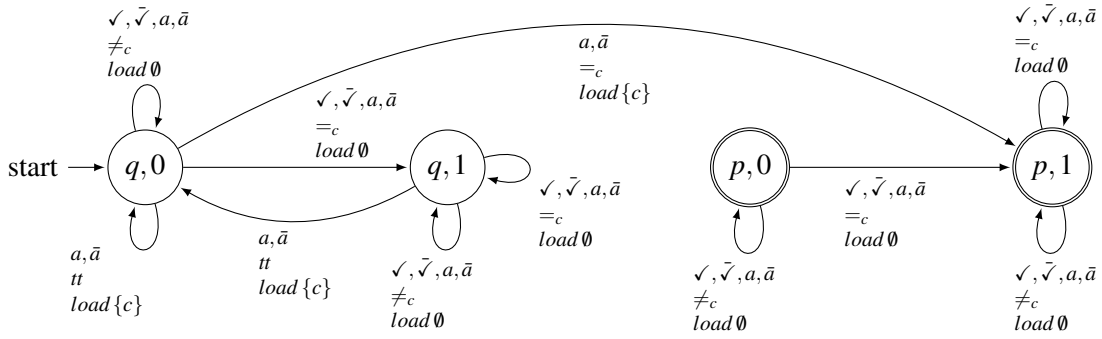 ✓, ✓̄, a, ā
≠c
load ∅
a, ā
=c
load {c}
✓, ✓̄, a, ā
=c
load ∅
✓, ✓̄, a, ā
=c
load ∅
start
q, 0
q, 1
p, 0
p, 1
✓, ✓̄, a, ā
=c
load ∅
✓, ✓̄, a, ā
=c
load ∅
a, ā
tt
load {c}
a, ā
tt
load {c}
✓, ✓̄, a, ā
≠c
load ∅
✓, ✓̄, a, ā
≠c
load ∅
✓, ✓̄, a, ā
≠c
load ∅